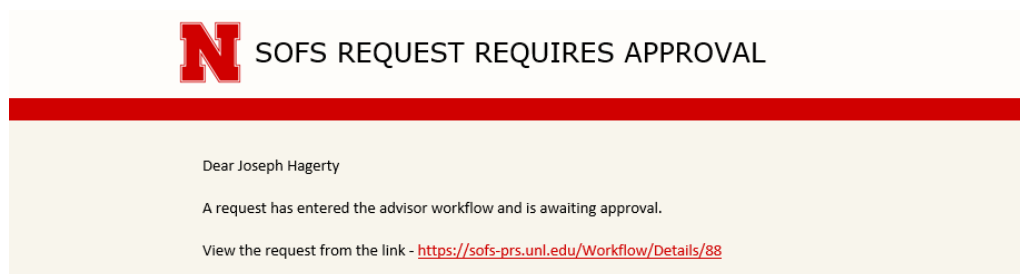 N SOFS REQUEST REQUIRES APPROVAL
Dear Joseph Hagerty
A request has entered the advisor workflow and is awaiting approval.
View the request from the link - https://sofs-prs.unl.edu/Workflow/Details/88